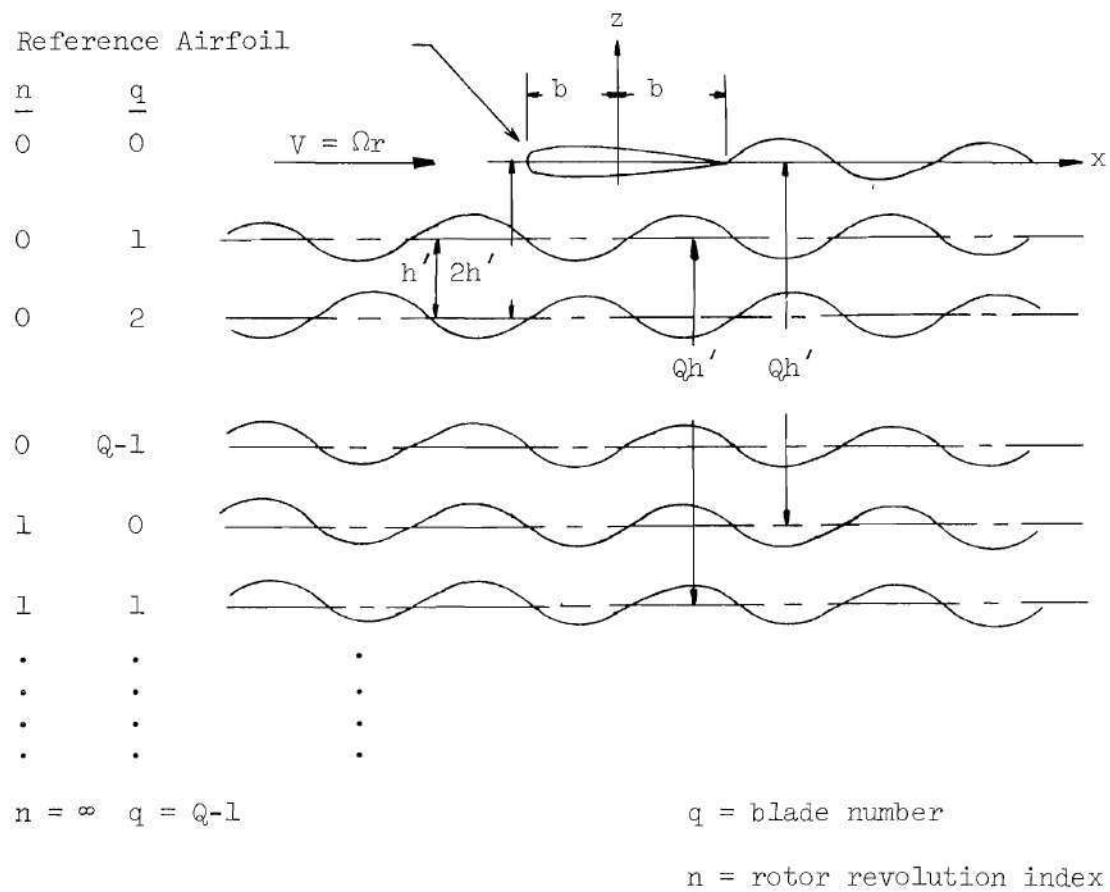 z
Reference Airfoil
n q
b b
0 0
V = Ωr
x
0 1
h' 2h'
0 2
Qh' Qh'
0 Q-1
1 0
1 1
n = ∞ q = Q-1
q = blade number
n = rotor revolution index